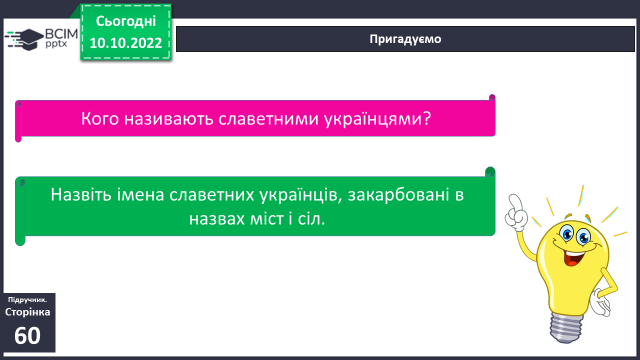 ВСІМ
pptx
Сьогодні
10.10.2022
Пригадуємо
Кого називають славетними українцями?
Назвіть імена славетних українців, закарбовані в
назвах міст і сіл.
Підручник.
Сторінка
60